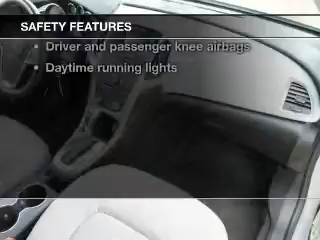 SAFETY FEATURES
• Driver and passenger knee airbags
• Daytime running lights